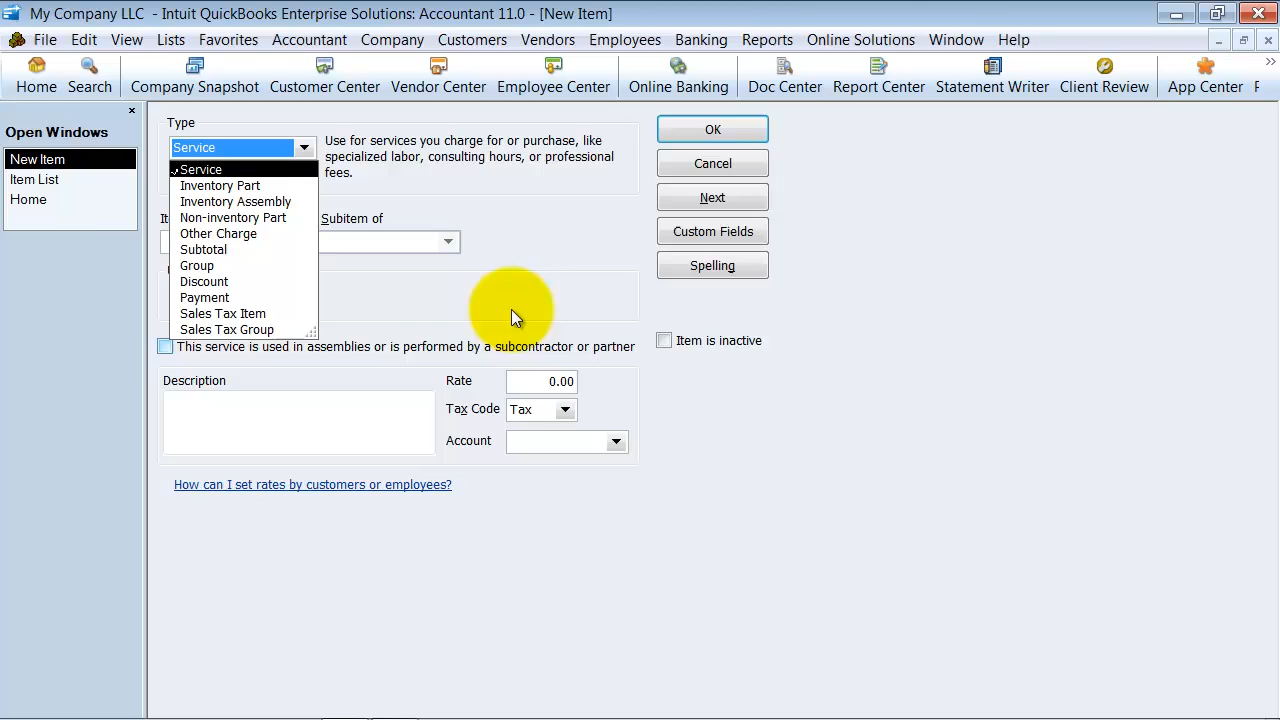 My Company LLC - Intuit QuickBooks Enterprise Solutions: Accountant 11.0 - [New Item]
File Edit View Lists Favorites Accountant Company Customers Vendors Employees Banking Reports Online Solutions Window Help
Home Search Company Snapshot Customer Center Vendor Center Employee Center Online Banking Doc Center Report Center Statement Writer Client Review App Center
Open Windows
New Item
Item List
Home
Type
Service
Service
Inventory Part
Inventory Assembly
Non-inventory Part
Other Charge
Subtotal
Group
Discount
Payment
Sales Tax Item
Sales Tax Group
Use for services you charge for or purchase, like
specialized labor, consulting hours, or professional
fees.
Subitem of
This service is used in assemblies or is performed by a subcontractor or partner
Description
Rate 0.00
Tax Code Tax
Account
How can I set rates by customers or employees?
OK
Cancel
Next
Custom Fields
Spelling
Item is inactive